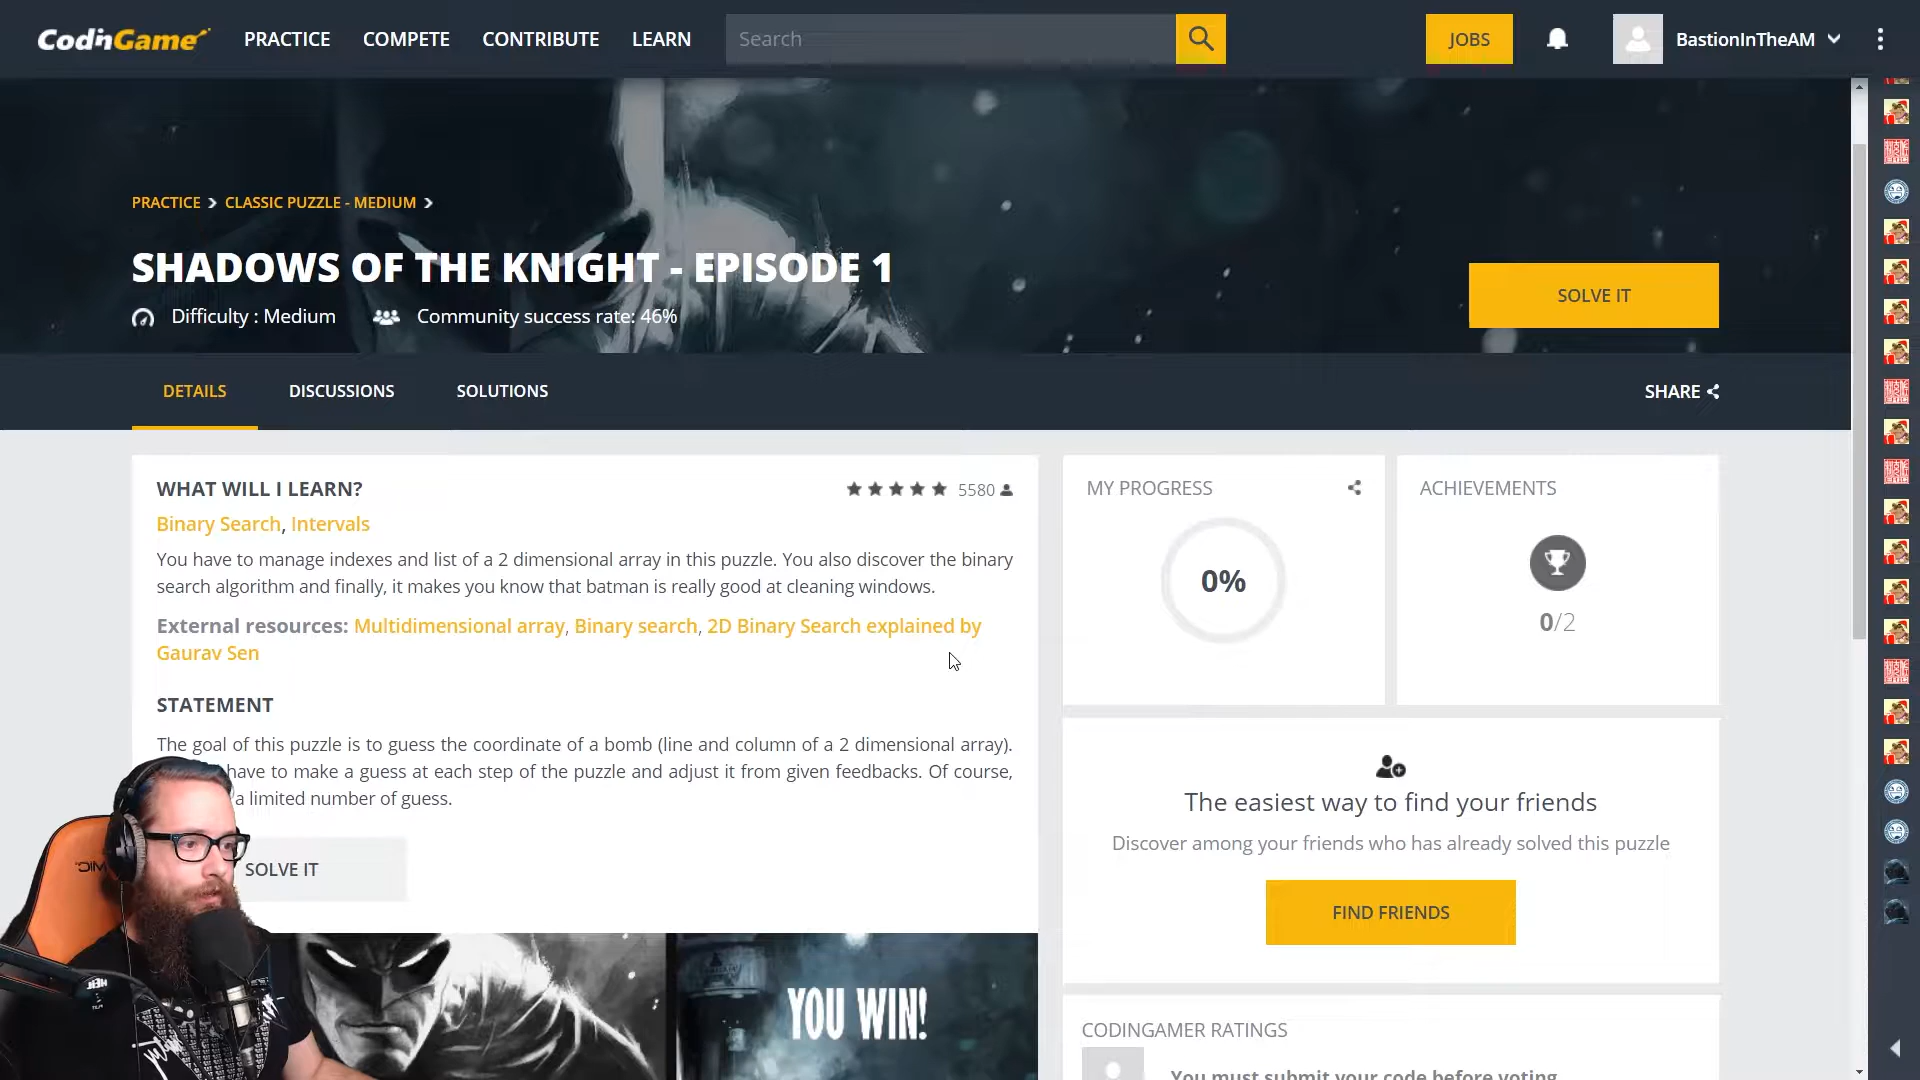 CodinGame
PRACTICE
COMPETE
CONTRIBUTE
LEARN
Search
JOBS
BastionInTheAM
PRACTICE > CLASSIC PUZZLE - MEDIUM >
SHADOWS OF THE KNIGHT - EPISODE 1
Difficulty : Medium
Community success rate: 46%
SOLVE IT
DETAILS
DISCUSSIONS
SOLUTIONS
SHARE
WHAT WILL I LEARN?
5580
Binary Search, Intervals
You have to manage indexes and list of a 2 dimensional array in this puzzle. You also discover the binary
search algorithm and finally, it makes you know that batman is really good at cleaning windows.
External resources: Multidimensional array, Binary search, 2D Binary Search explained by
Gaurav Sen
STATEMENT
The goal of this puzzle is to guess the coordinate of a bomb (line and column of a 2 dimensional array).
have to make a guess at each step of the puzzle and adjust it from given feedbacks. Of course,
a limited number of guess.
SOLVE IT
YOU WIN!
MY PROGRESS
0%
ACHIEVEMENTS
0/2
The easiest way to find your friends
Discover among your friends who has already solved this puzzle
FIND FRIENDS
CODINGAMER RATINGS
You must submit your code before voting